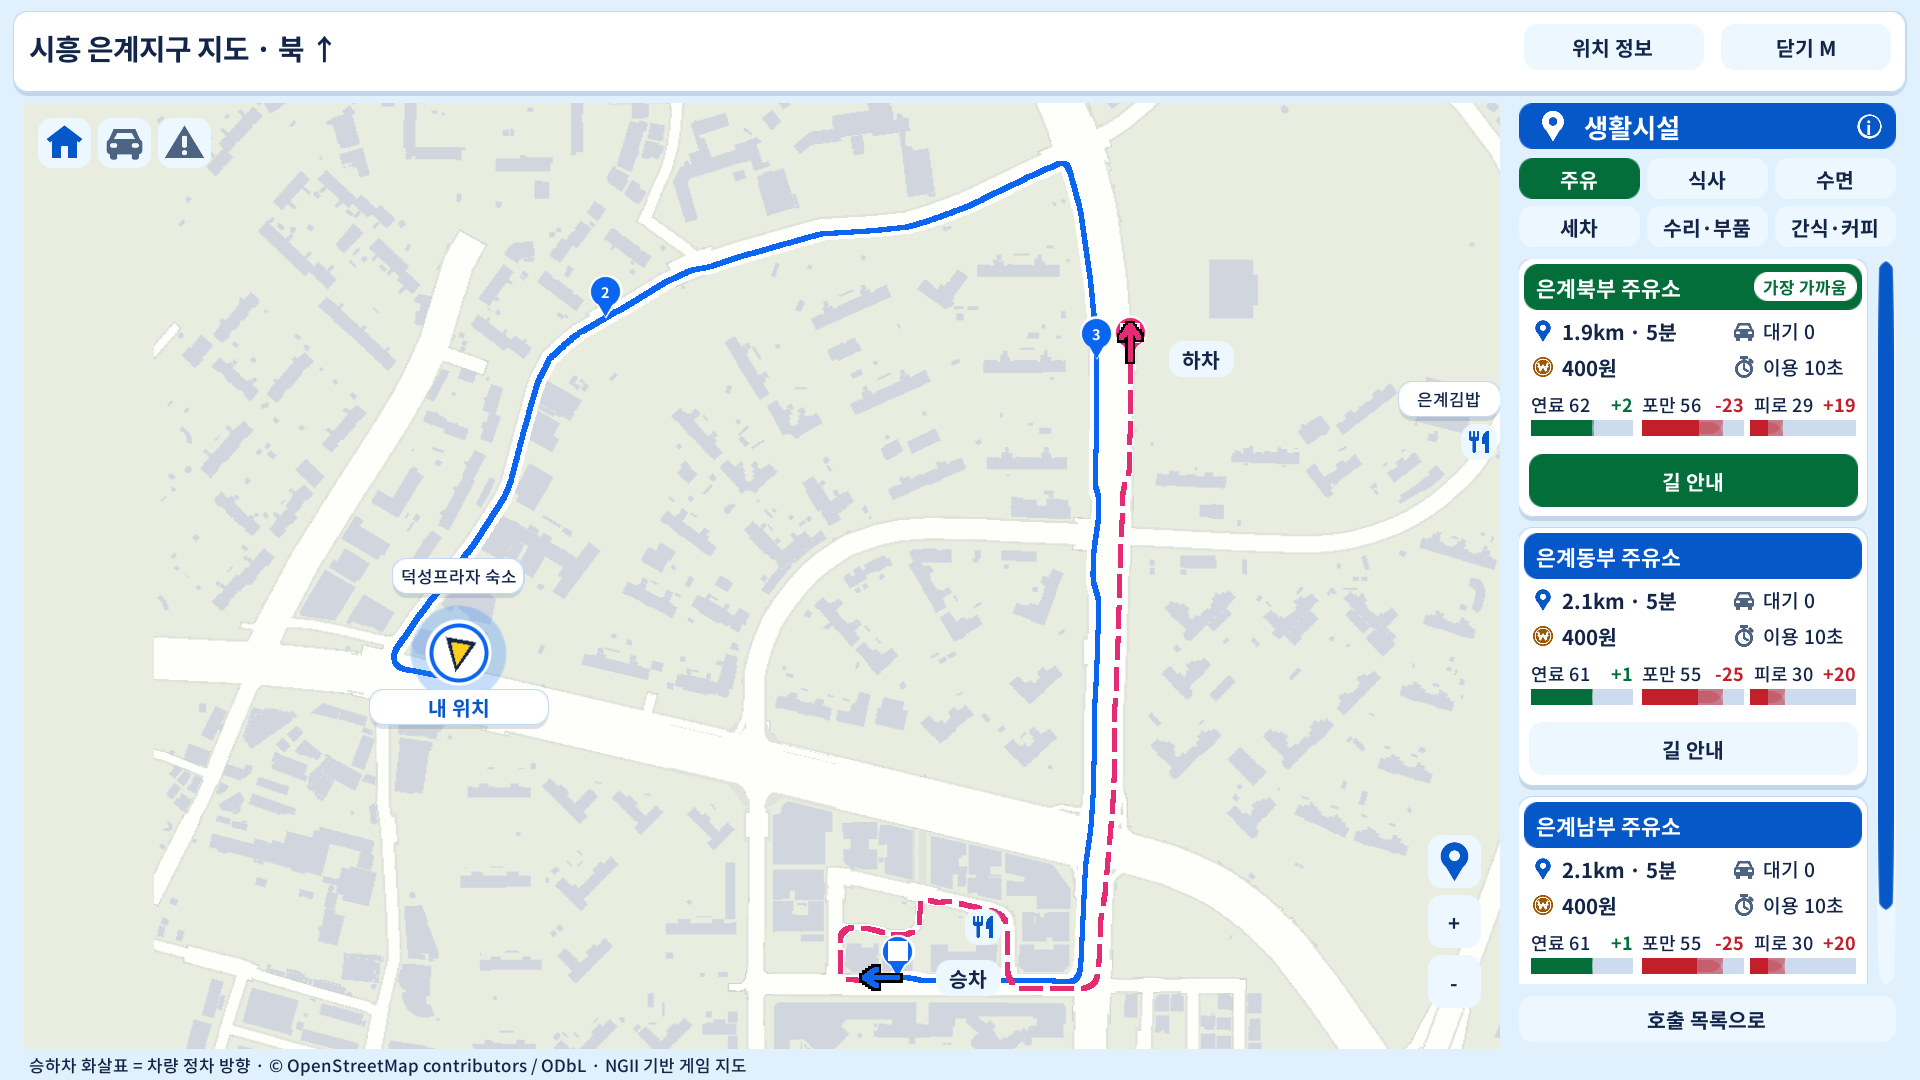 시흥 은계지구 지도 · 북 ↑
위치 정보
닫기 M
2
3
하차
은계김밥
덕성프라자 숙소
내 위치
승차
+
-
생활시설
주유
식사
수면
세차
수리·부품
간식·커피
은계북부 주유소
가장 가까움
1.9km · 5분
대기 0
400원
이용 10초
연료 62 +2 포만 56 -23 피로 29 +19
길 안내
은계동부 주유소
2.1km · 5분
대기 0
400원
이용 10초
연료 61 +1 포만 55 -25 피로 30 +20
길 안내
은계남부 주유소
2.1km · 5분
대기 0
400원
이용 10초
연료 61 +1 포만 55 -25 피로 30 +20
호출 목록으로
승하차 화살표 = 차량 정차 방향 · © OpenStreetMap contributors / ODbL · NGII 기반 게임 지도